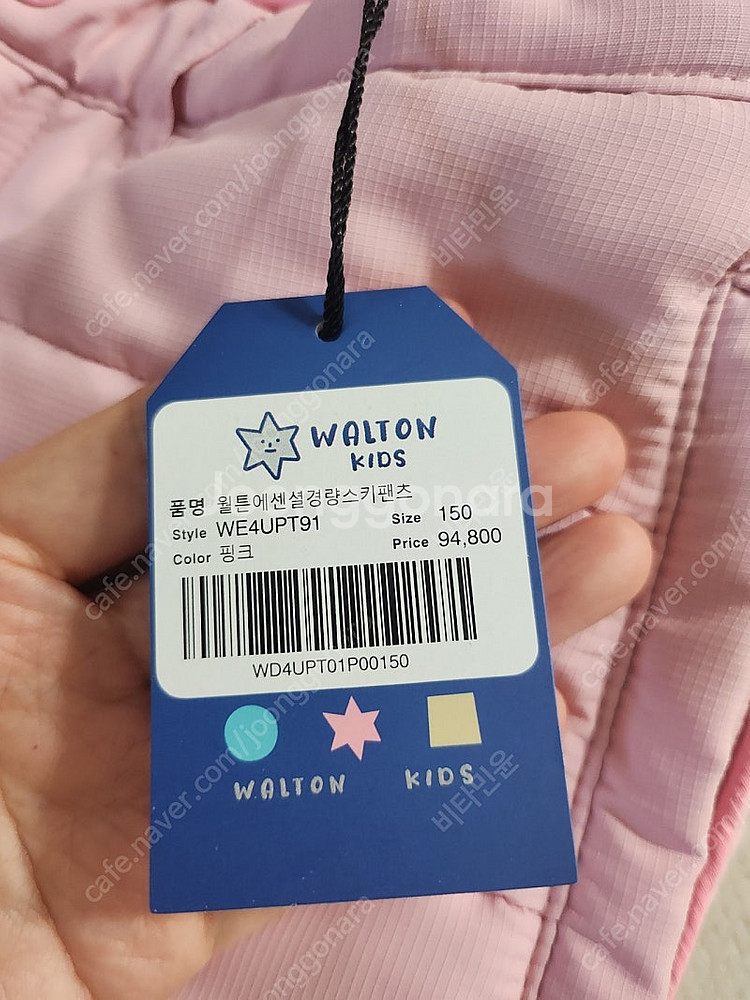 WALTON
KIDS
품명 월튼에센셜경량스키팬츠
Style WE4UPT91 Size 150
Color 핑크 Price 94,800
WD4UPT01P00150
WALTON KIDS
joonggonara
cafe.naver.com/joonggonara
비타민윤